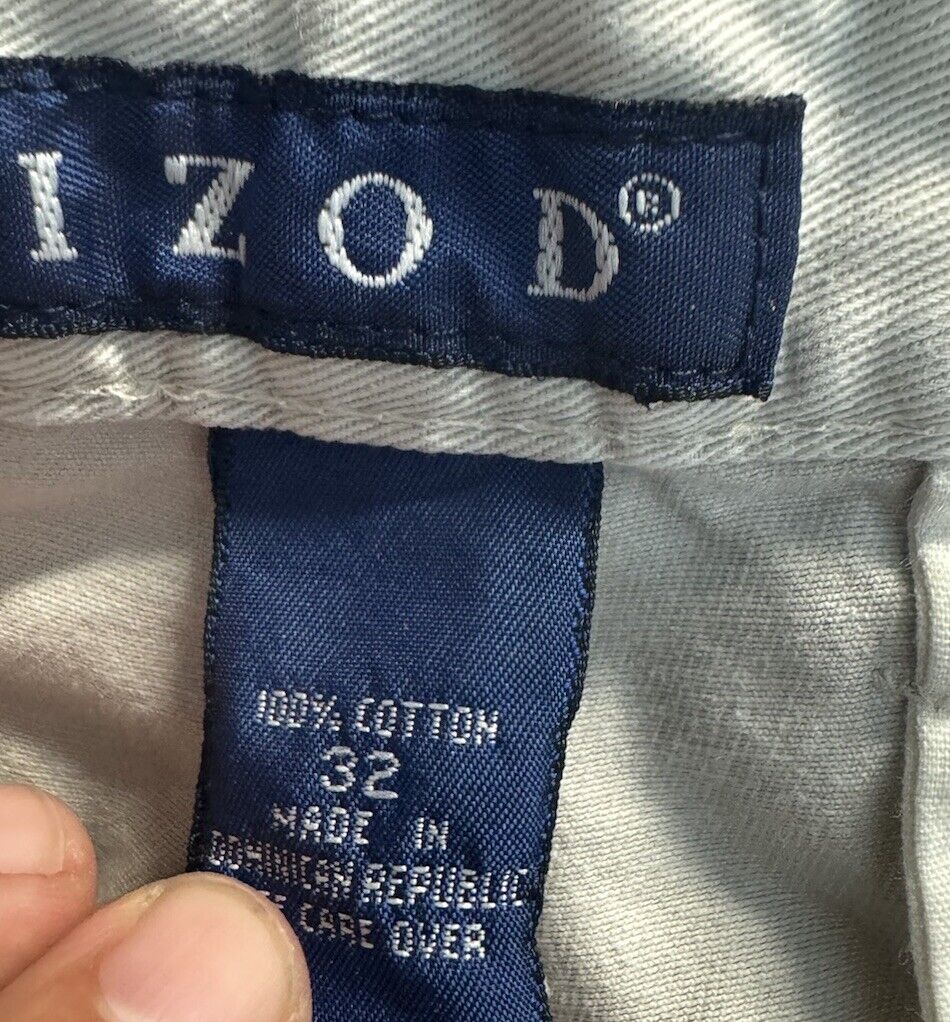 IZOD®
100% COTTON
32
MADE IN
DOMINICAN REPUBLIC
CARE OVER